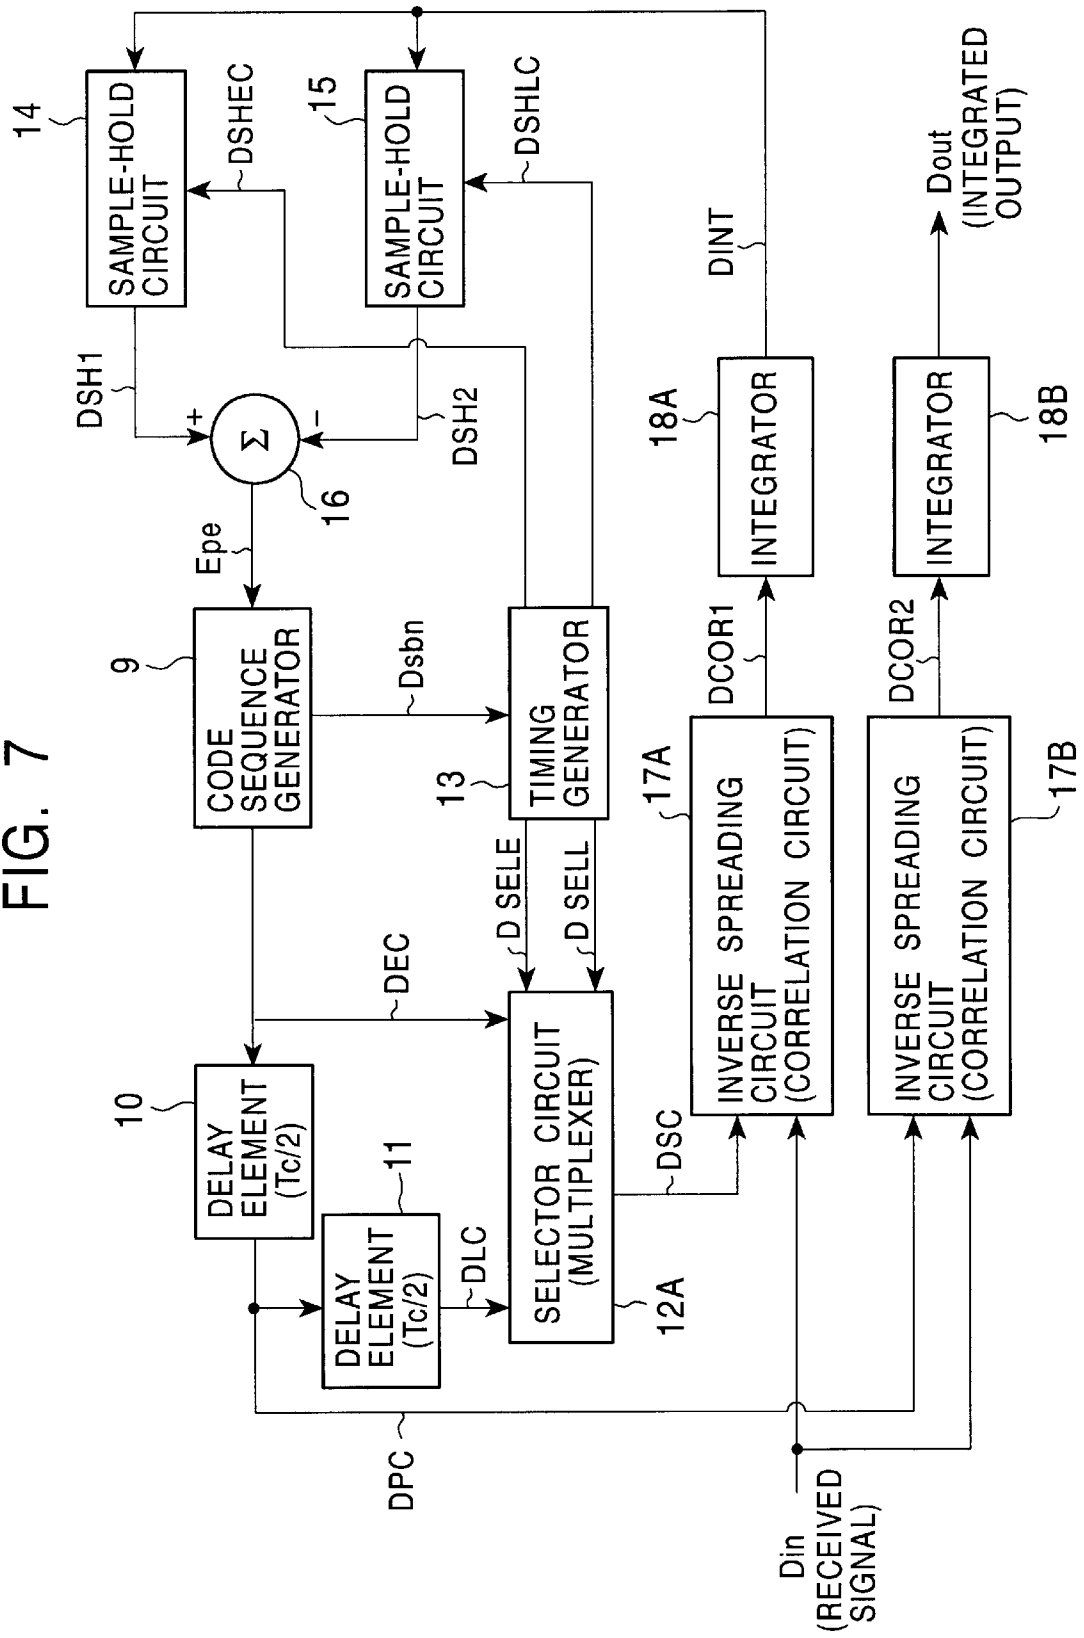 FIG. 7
14
SAMPLE-HOLD
CIRCUIT
DSHEC
15
SAMPLE-HOLD
CIRCUIT
DSHLC
DSH1
+
Σ
−
16
DSH2
Epe
9
CODE
SEQUENCE
GENERATOR
Dsbn
13
TIMING
GENERATOR
D SELE
D SELL
DEC
10
DELAY
ELEMENT
(Tc/2)
11
DELAY
ELEMENT
(Tc/2)
DLC
DPC
SELECTOR CIRCUIT
(MULTIPLEXER)
12A
DSC
17A
INVERSE SPREADING
CIRCUIT
(CORRELATION CIRCUIT)
DCOR1
18A
INTEGRATOR
DINT
Din
(RECEIVED
SIGNAL)
INVERSE SPREADING
CIRCUIT
(CORRELATION CIRCUIT)
17B
DCOR2
INTEGRATOR
18B
Dout
(INTEGRATED
OUTPUT)